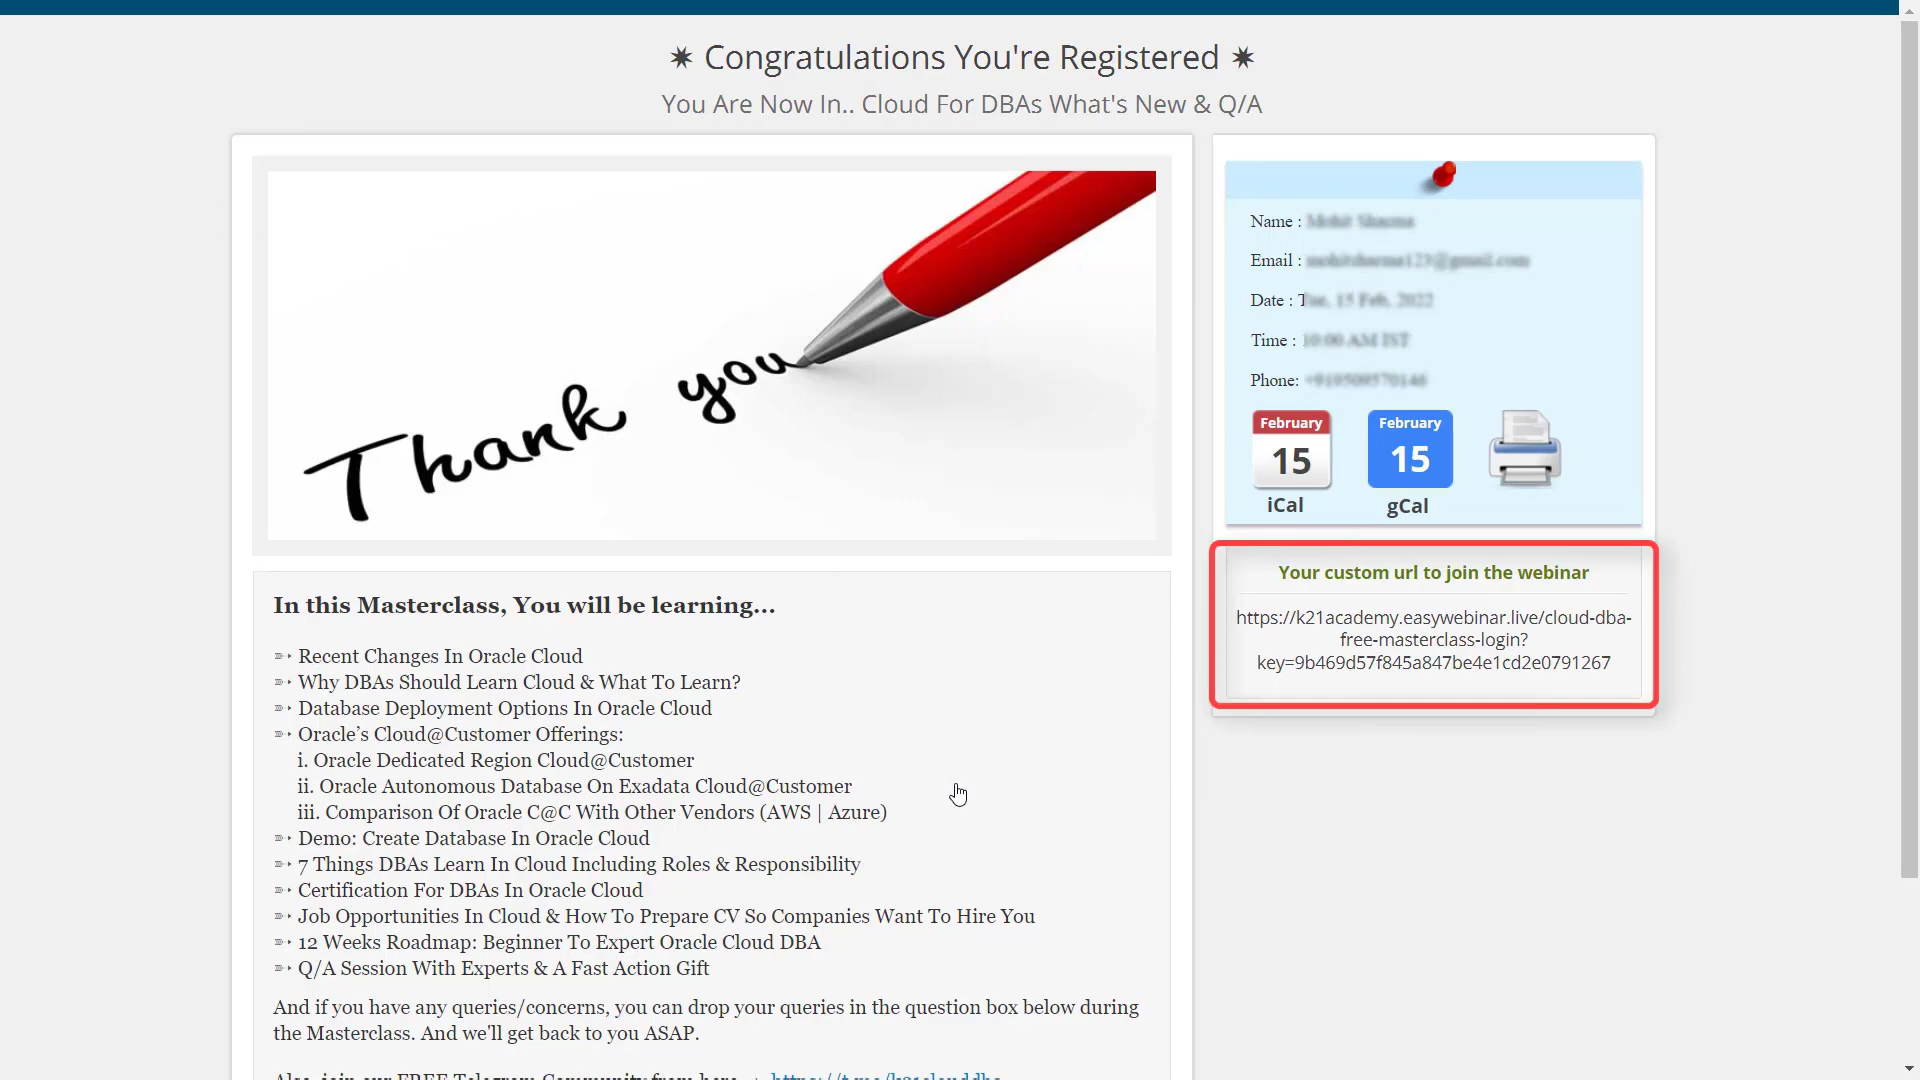 Congratulations You're Registered
You Are Now In.. Cloud For DBAs What's New & Q/A
Thank you
In this Masterclass, You will be learning...
Recent Changes In Oracle Cloud
Why DBAs Should Learn Cloud & What To Learn?
Database Deployment Options In Oracle Cloud
Oracle’s Cloud@Customer Offerings:
i. Oracle Dedicated Region Cloud@Customer
ii. Oracle Autonomous Database On Exadata Cloud@Customer
iii. Comparison Of Oracle C@C With Other Vendors (AWS | Azure)
Demo: Create Database In Oracle Cloud
7 Things DBAs Learn In Cloud Including Roles & Responsibility
Certification For DBAs In Oracle Cloud
Job Opportunities In Cloud & How To Prepare CV So Companies Want To Hire You
12 Weeks Roadmap: Beginner To Expert Oracle Cloud DBA
Q/A Session With Experts & A Fast Action Gift
And if you have any queries/concerns, you can drop your queries in the question box below during
the Masterclass. And we'll get back to you ASAP.
Name :
Email :
Date :
Time :
Phone:
February
15
iCal
February
15
gCal
Your custom url to join the webinar
https://k21academy.easywebinar.live/cloud-dba-
free-masterclass-login?
key=9b469d57f845a847be4e1cd2e0791267